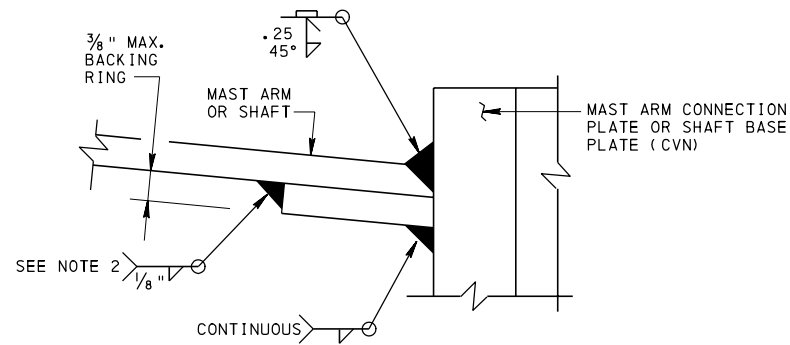 .25
45°
3/8" MAX.
BACKING
RING
MAST ARM
OR SHAFT
MAST ARM CONNECTION
PLATE OR SHAFT BASE
PLATE (CVN)
SEE NOTE 2
1/8"
CONTINUOUS